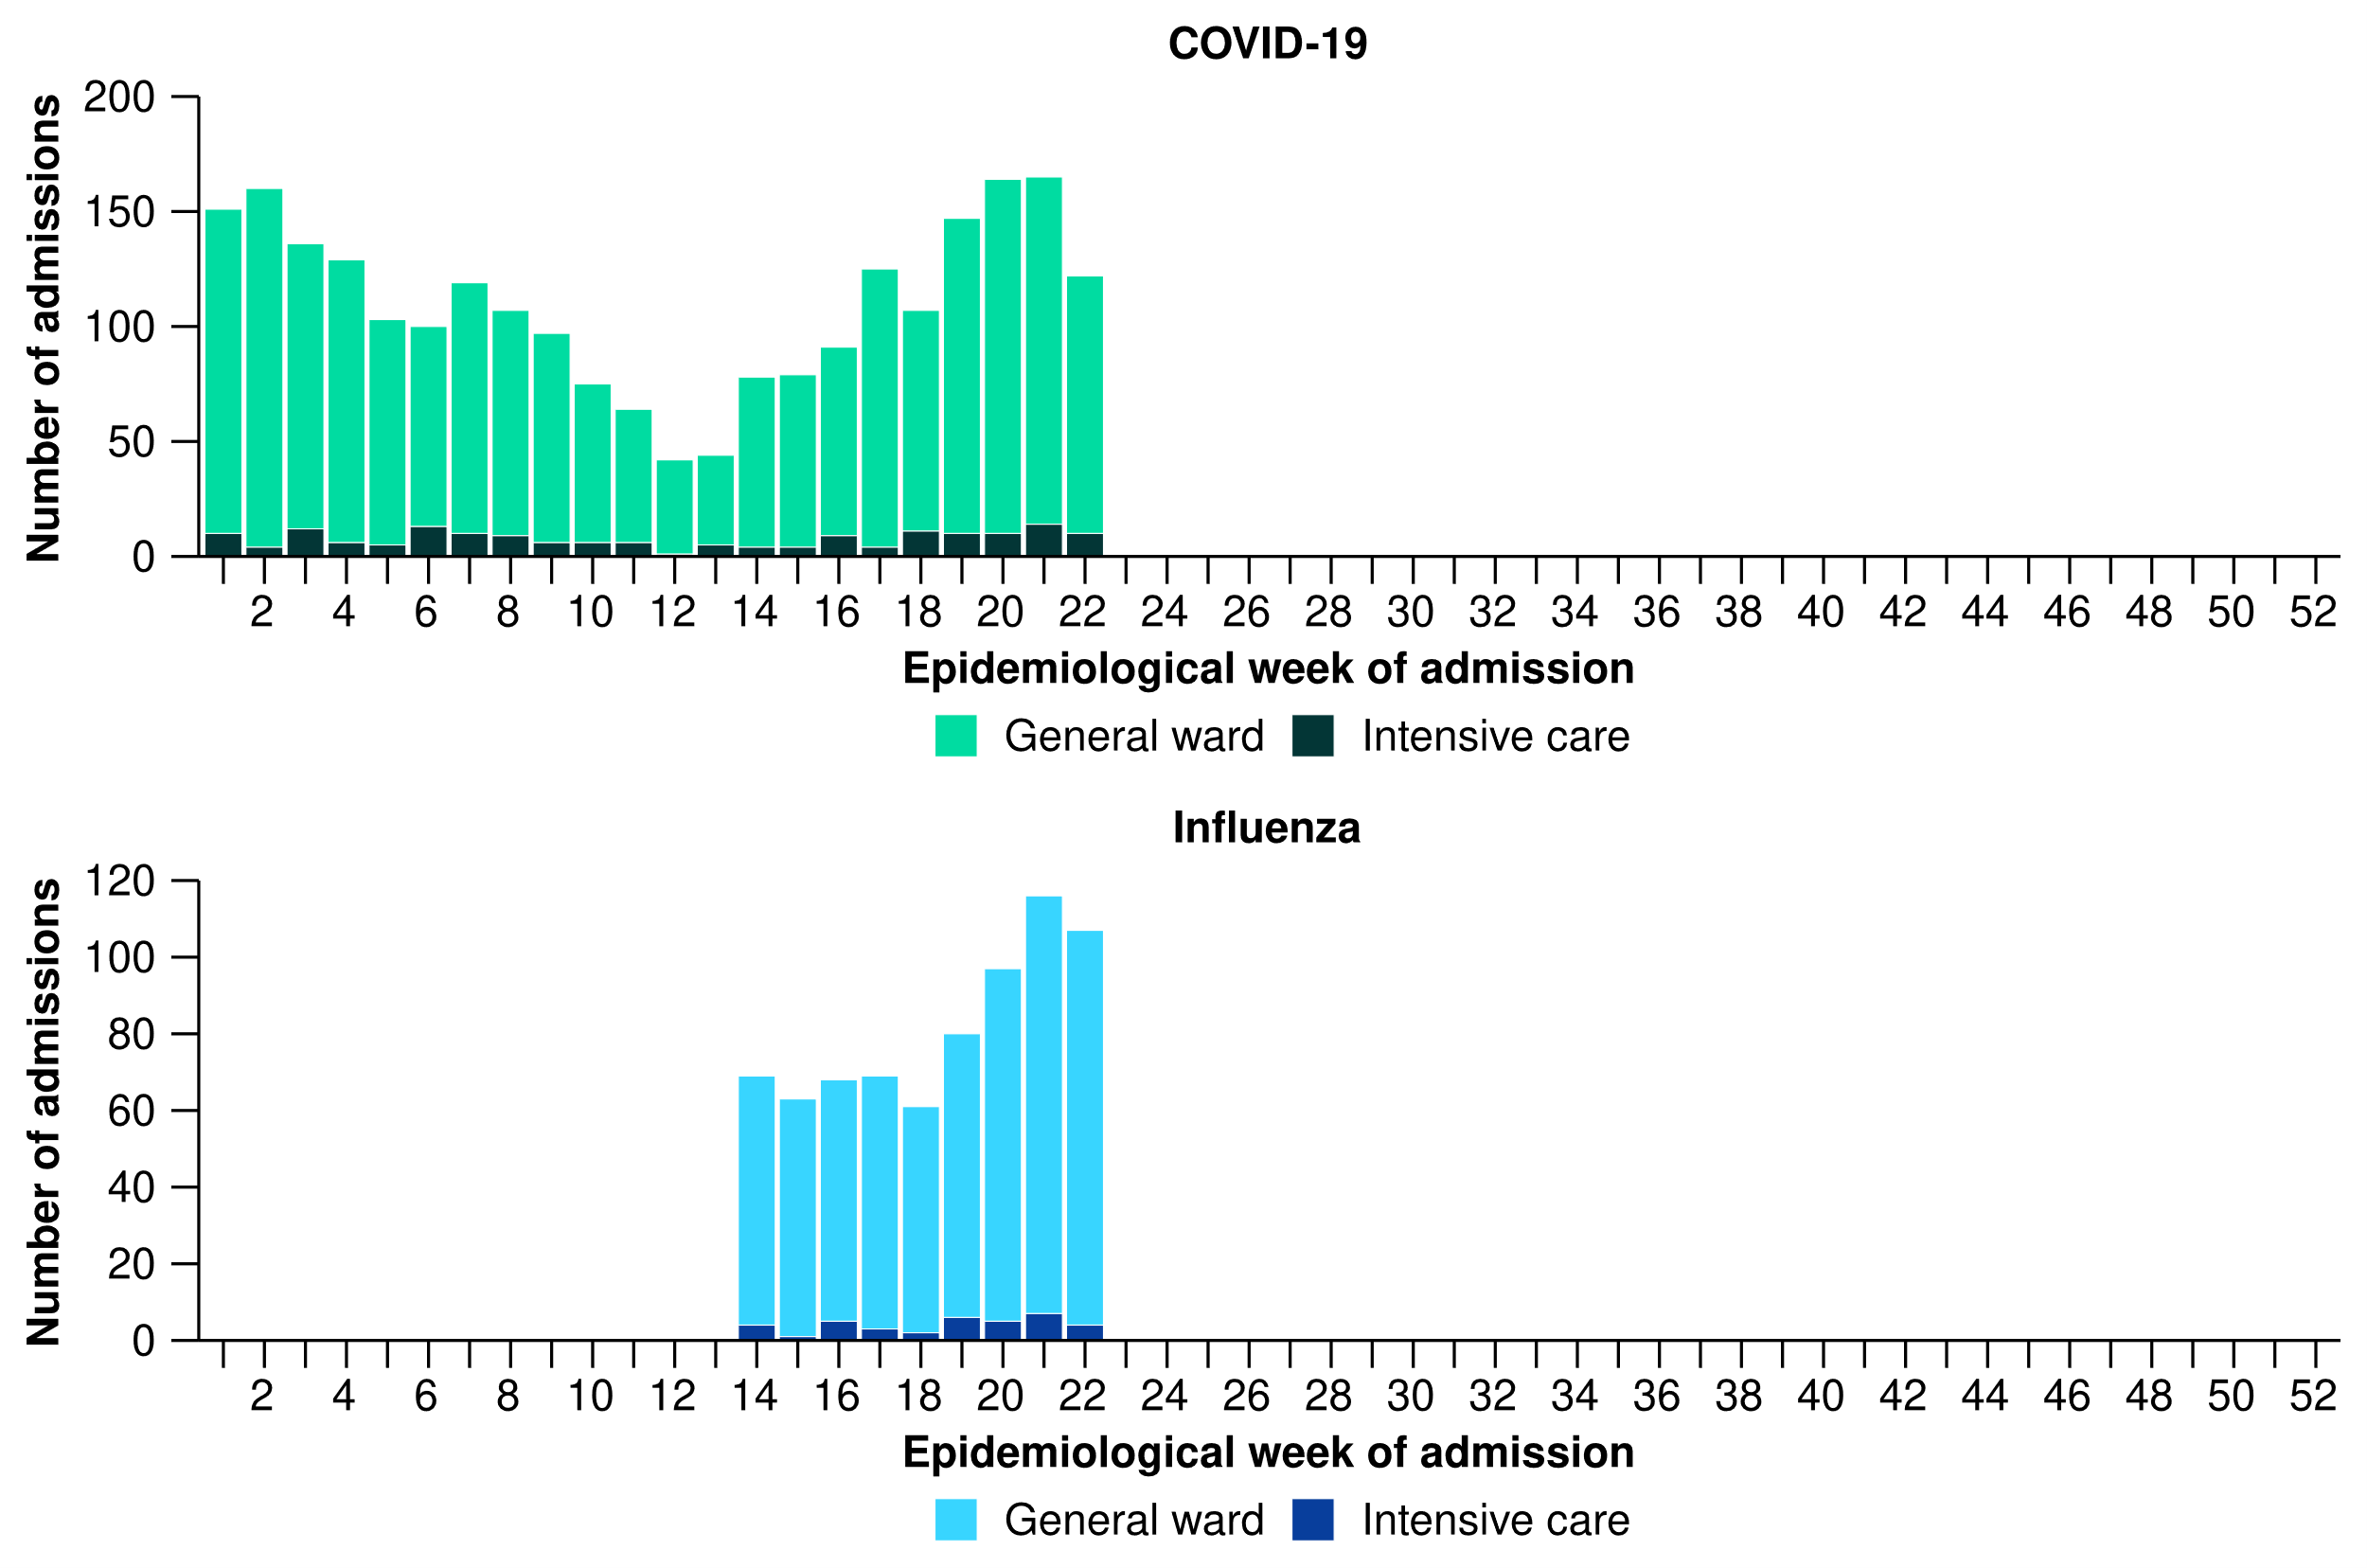 COVID-19
Number of admissions
200
150
100
50
0
2 4 6 8 10 12 14 16 18 20 22 24 26 28 30 32 34 36 38 40 42 44 46 48 50 52
Epidemiological week of admission
General ward Intensive care
Influenza
Number of admissions
120
100
80
60
40
20
0
2 4 6 8 10 12 14 16 18 20 22 24 26 28 30 32 34 36 38 40 42 44 46 48 50 52
Epidemiological week of admission
General ward Intensive care